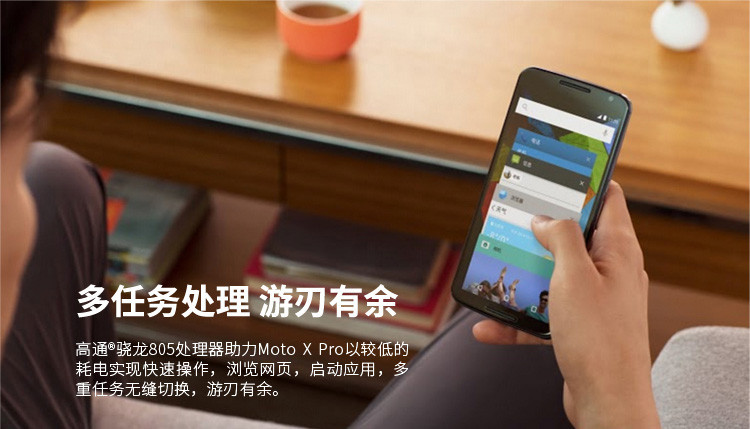 多任务处理 游刃有余
高通®骁龙805处理器助力Moto X Pro以较低的
耗电实现快速操作，浏览网页，启动应用，多
重任务无缝切换，游刃有余。
天气